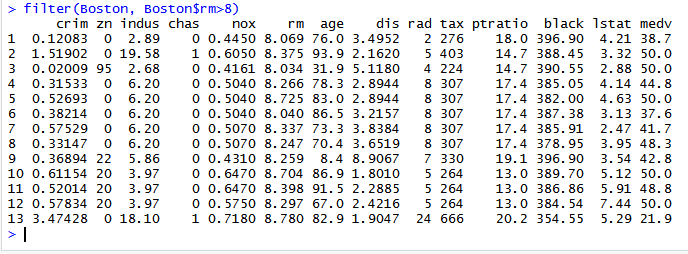 > filter(Boston, Boston$rm>8)
crim zn indus chas nox rm age dis rad tax ptratio black lstat medv
1 0.12083 0 2.89 0 0.4450 8.069 76.0 3.4952 2 276 18.0 396.90 4.21 38.7
2 1.51902 0 19.58 1 0.6050 8.375 93.9 2.1620 5 403 14.7 388.45 3.32 50.0
3 0.02009 95 2.68 0 0.4161 8.034 31.9 5.1180 4 224 14.7 390.55 2.88 50.0
4 0.31533 0 6.20 0 0.5040 8.266 78.3 2.8944 8 307 17.4 385.05 4.14 44.8
5 0.52693 0 6.20 0 0.5040 8.725 83.0 2.8944 8 307 17.4 382.00 4.63 50.0
6 0.38214 0 6.20 0 0.5040 8.040 86.5 3.2157 8 307 17.4 387.38 3.13 37.6
7 0.57529 0 6.20 0 0.5070 8.337 73.3 3.8384 8 307 17.4 385.91 2.47 41.7
8 0.33147 0 6.20 0 0.5070 8.247 70.4 3.6519 8 307 17.4 378.95 3.95 48.3
9 0.36894 22 5.86 0 0.4310 8.259 8.4 8.9067 7 330 19.1 396.90 3.54 42.8
10 0.61154 20 3.97 0 0.6470 8.704 86.9 1.8010 5 264 13.0 389.70 5.12 50.0
11 0.52014 20 3.97 0 0.6470 8.398 91.5 2.2885 5 264 13.0 386.86 5.91 48.8
12 0.57834 20 3.97 0 0.5750 8.297 67.0 2.4216 5 264 13.0 384.54 7.44 50.0
13 3.47428 0 18.10 1 0.7180 8.780 82.9 1.9047 24 666 20.2 354.55 5.29 21.9
>